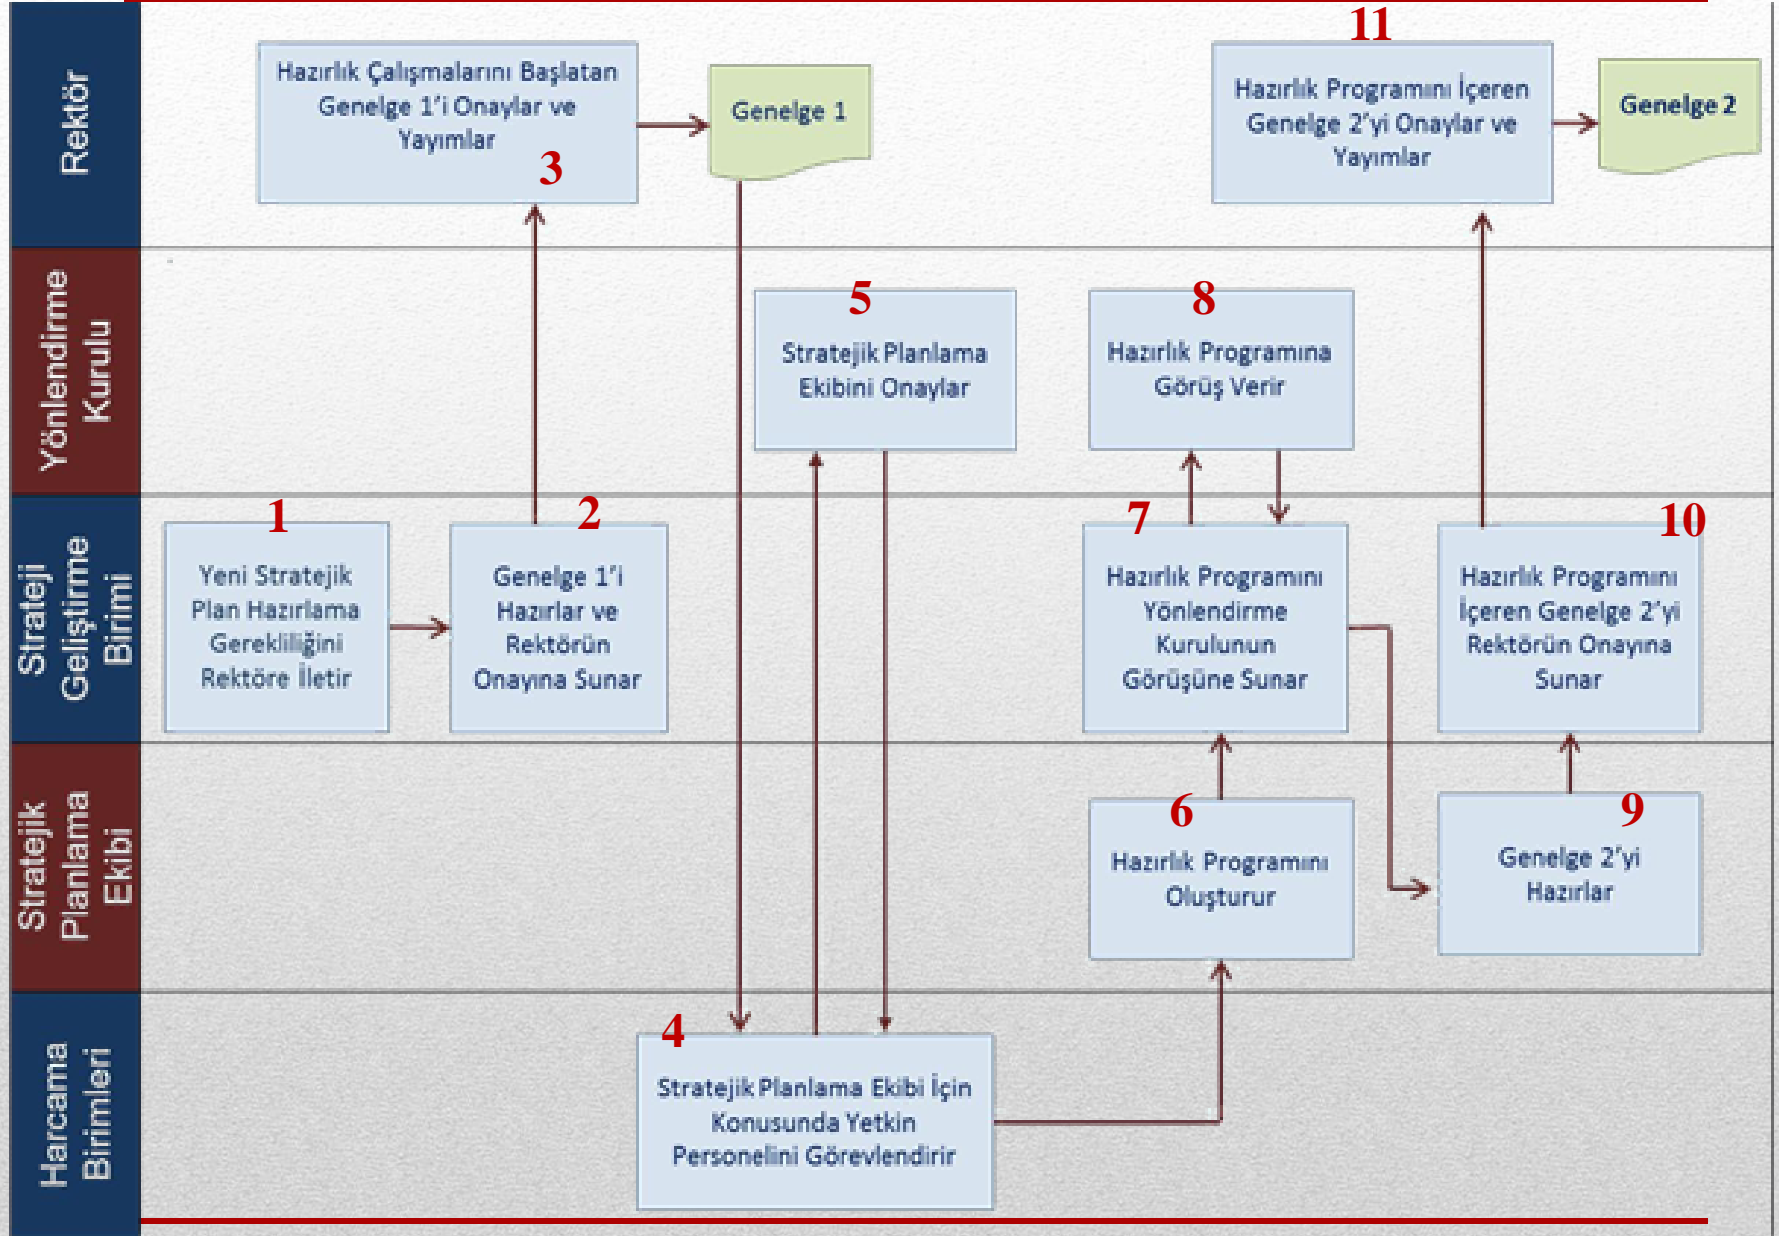 Rektör
3
Hazırlık Çalışmalarını Başlatan
Genelge 1'i Onaylar ve
Yayımlar
Genelge 1
11
Hazırlık Programını İçeren
Genelge 2'yi Onaylar ve
Yayımlar
Genelge 2
Yönlendirme
Kurulu
5
Stratejik Planlama
Ekibini Onaylar
8
Hazırlık Programına
Görüş Verir
Strateji
Geliştirme
Birimi
1
Yeni Stratejik
Plan Hazırlama
Gerekliliğini
Rektöre İletir
2
Genelge 1'i
Hazırlar ve
Rektörün
Onayına Sunar
7
Hazırlık Programını
Yönlendirme
Kurulunun
Görüşüne Sunar
10
Hazırlık Programını
İçeren Genelge 2'yi
Rektörün Onayına
Sunar
Stratejik
Planlama
Ekibi
6
Hazırlık Programını
Oluşturur
9
Genelge 2'yi
Hazırlar
Harcama
Birimleri
4
Stratejik Planlama Ekibi İçin
Konusunda Yetkin
Personelini Görevlendirir